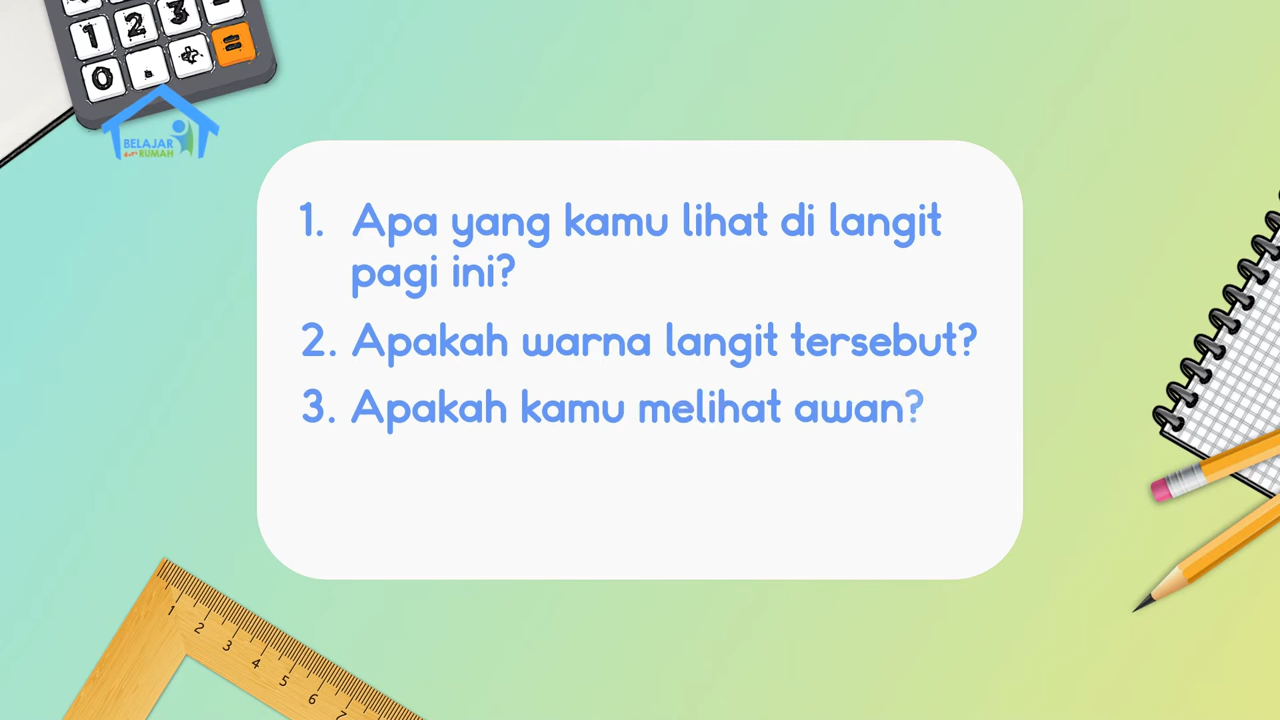 1 2 3
0 . ÷ =
BELAJAR
dari RUMAH
1. Apa yang kamu lihat di langit
pagi ini?
2. Apakah warna langit tersebut?
3. Apakah kamu melihat awan?
1 2 3 4 5 6 7